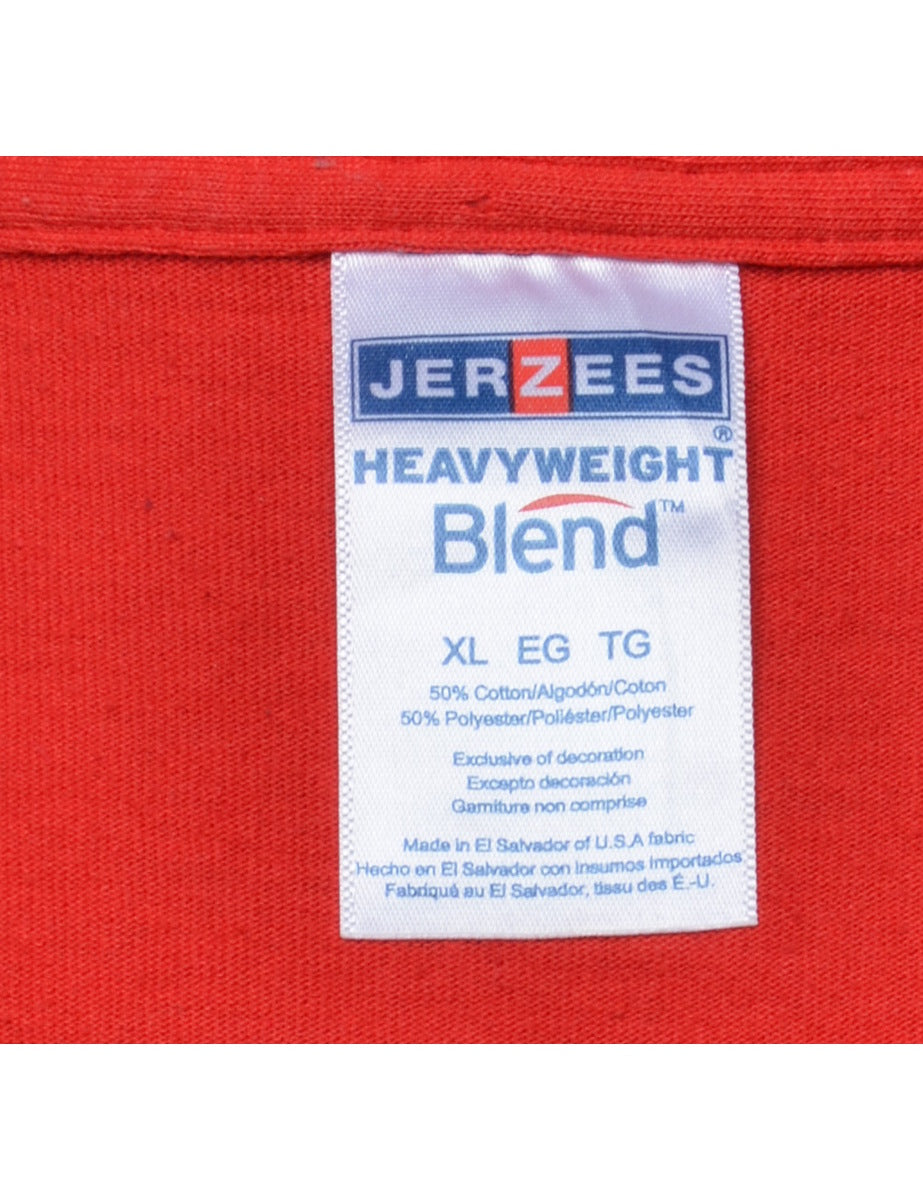 JERZEES®
HEAVYWEIGHT
Blend™
XL EG TG
50% Cotton/Algodón/Coton
50% Polyester/Poliéster/Polyester
Exclusive of decoration
Excepto decoración
Garniture non comprise
Made in El Salvador of U.S.A fabric
Hecho en El Salvador con insumos importados
Fabriqué au El Salvador, tissu des É.-U.